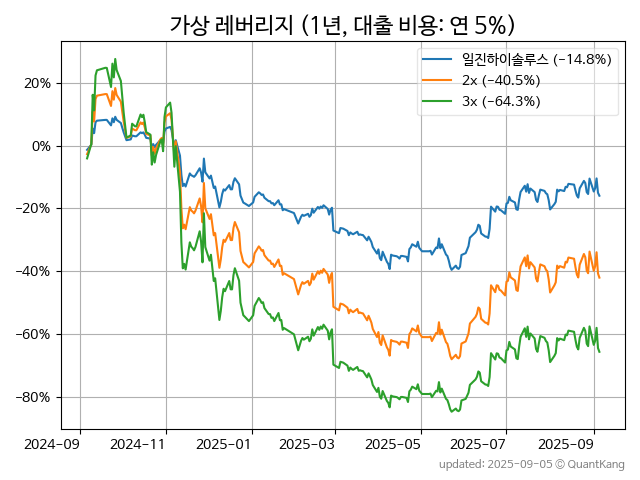 가상 레버리지 (1년, 대출 비용: 연 5%)
일진하이솔루스 (−14.8%)
2x (−40.5%)
3x (−64.3%)
20%
0%
−20%
−40%
−60%
−80%
2024-09
2024-11
2025-01
2025-03
2025-05
2025-07
2025-09
updated: 2025-09-05 © QuantKang